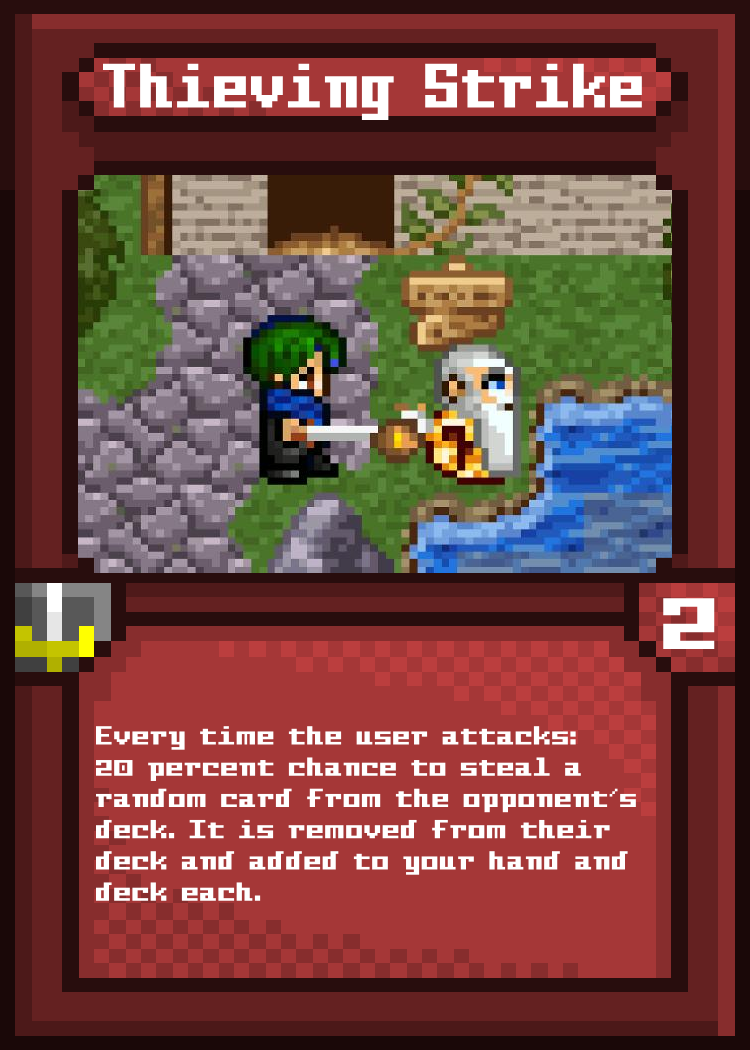 Thieving Strike
2
Every time the user attacks:
20 percent chance to steal a
random card from the opponent's
deck. It is removed from their
deck and added to your hand and
deck each.